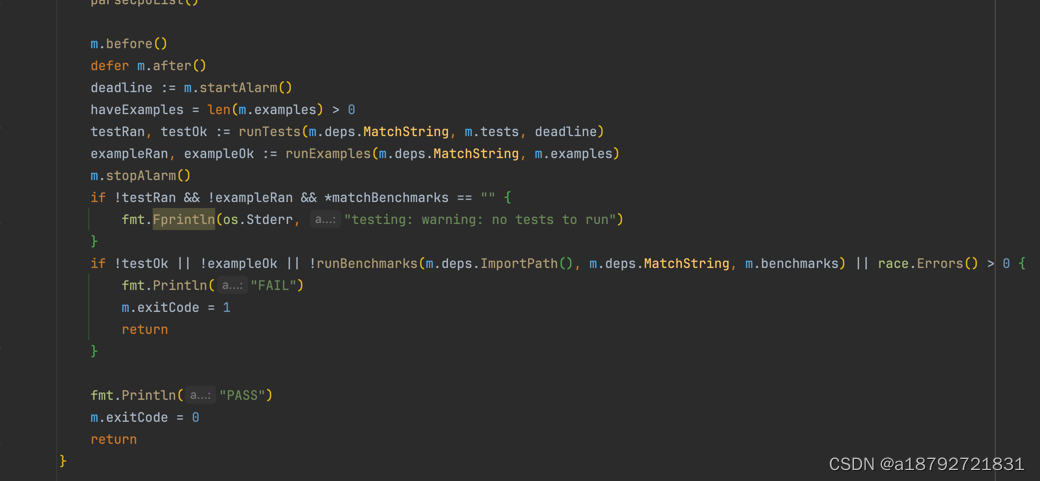 parseCpuList()
m.before()
defer m.after()
deadline := m.startAlarm()
haveExamples = len(m.examples) > 0
testRan, testOk := runTests(m.deps.MatchString, m.tests, deadline)
exampleRan, exampleOk := runExamples(m.deps.MatchString, m.examples)
m.stopAlarm()
if !testRan && !exampleRan && *matchBenchmarks == "" {
fmt.Fprintln(os.Stderr, a...: "testing: warning: no tests to run")
}
if !testOk || !exampleOk || !runBenchmarks(m.deps.ImportPath(), m.deps.MatchString, m.benchmarks) || race.Errors() > 0 {
fmt.Println( a...: "FAIL")
m.exitCode = 1
return
}
fmt.Println( a...: "PASS")
m.exitCode = 0
return
}
CSDN @a18792721831